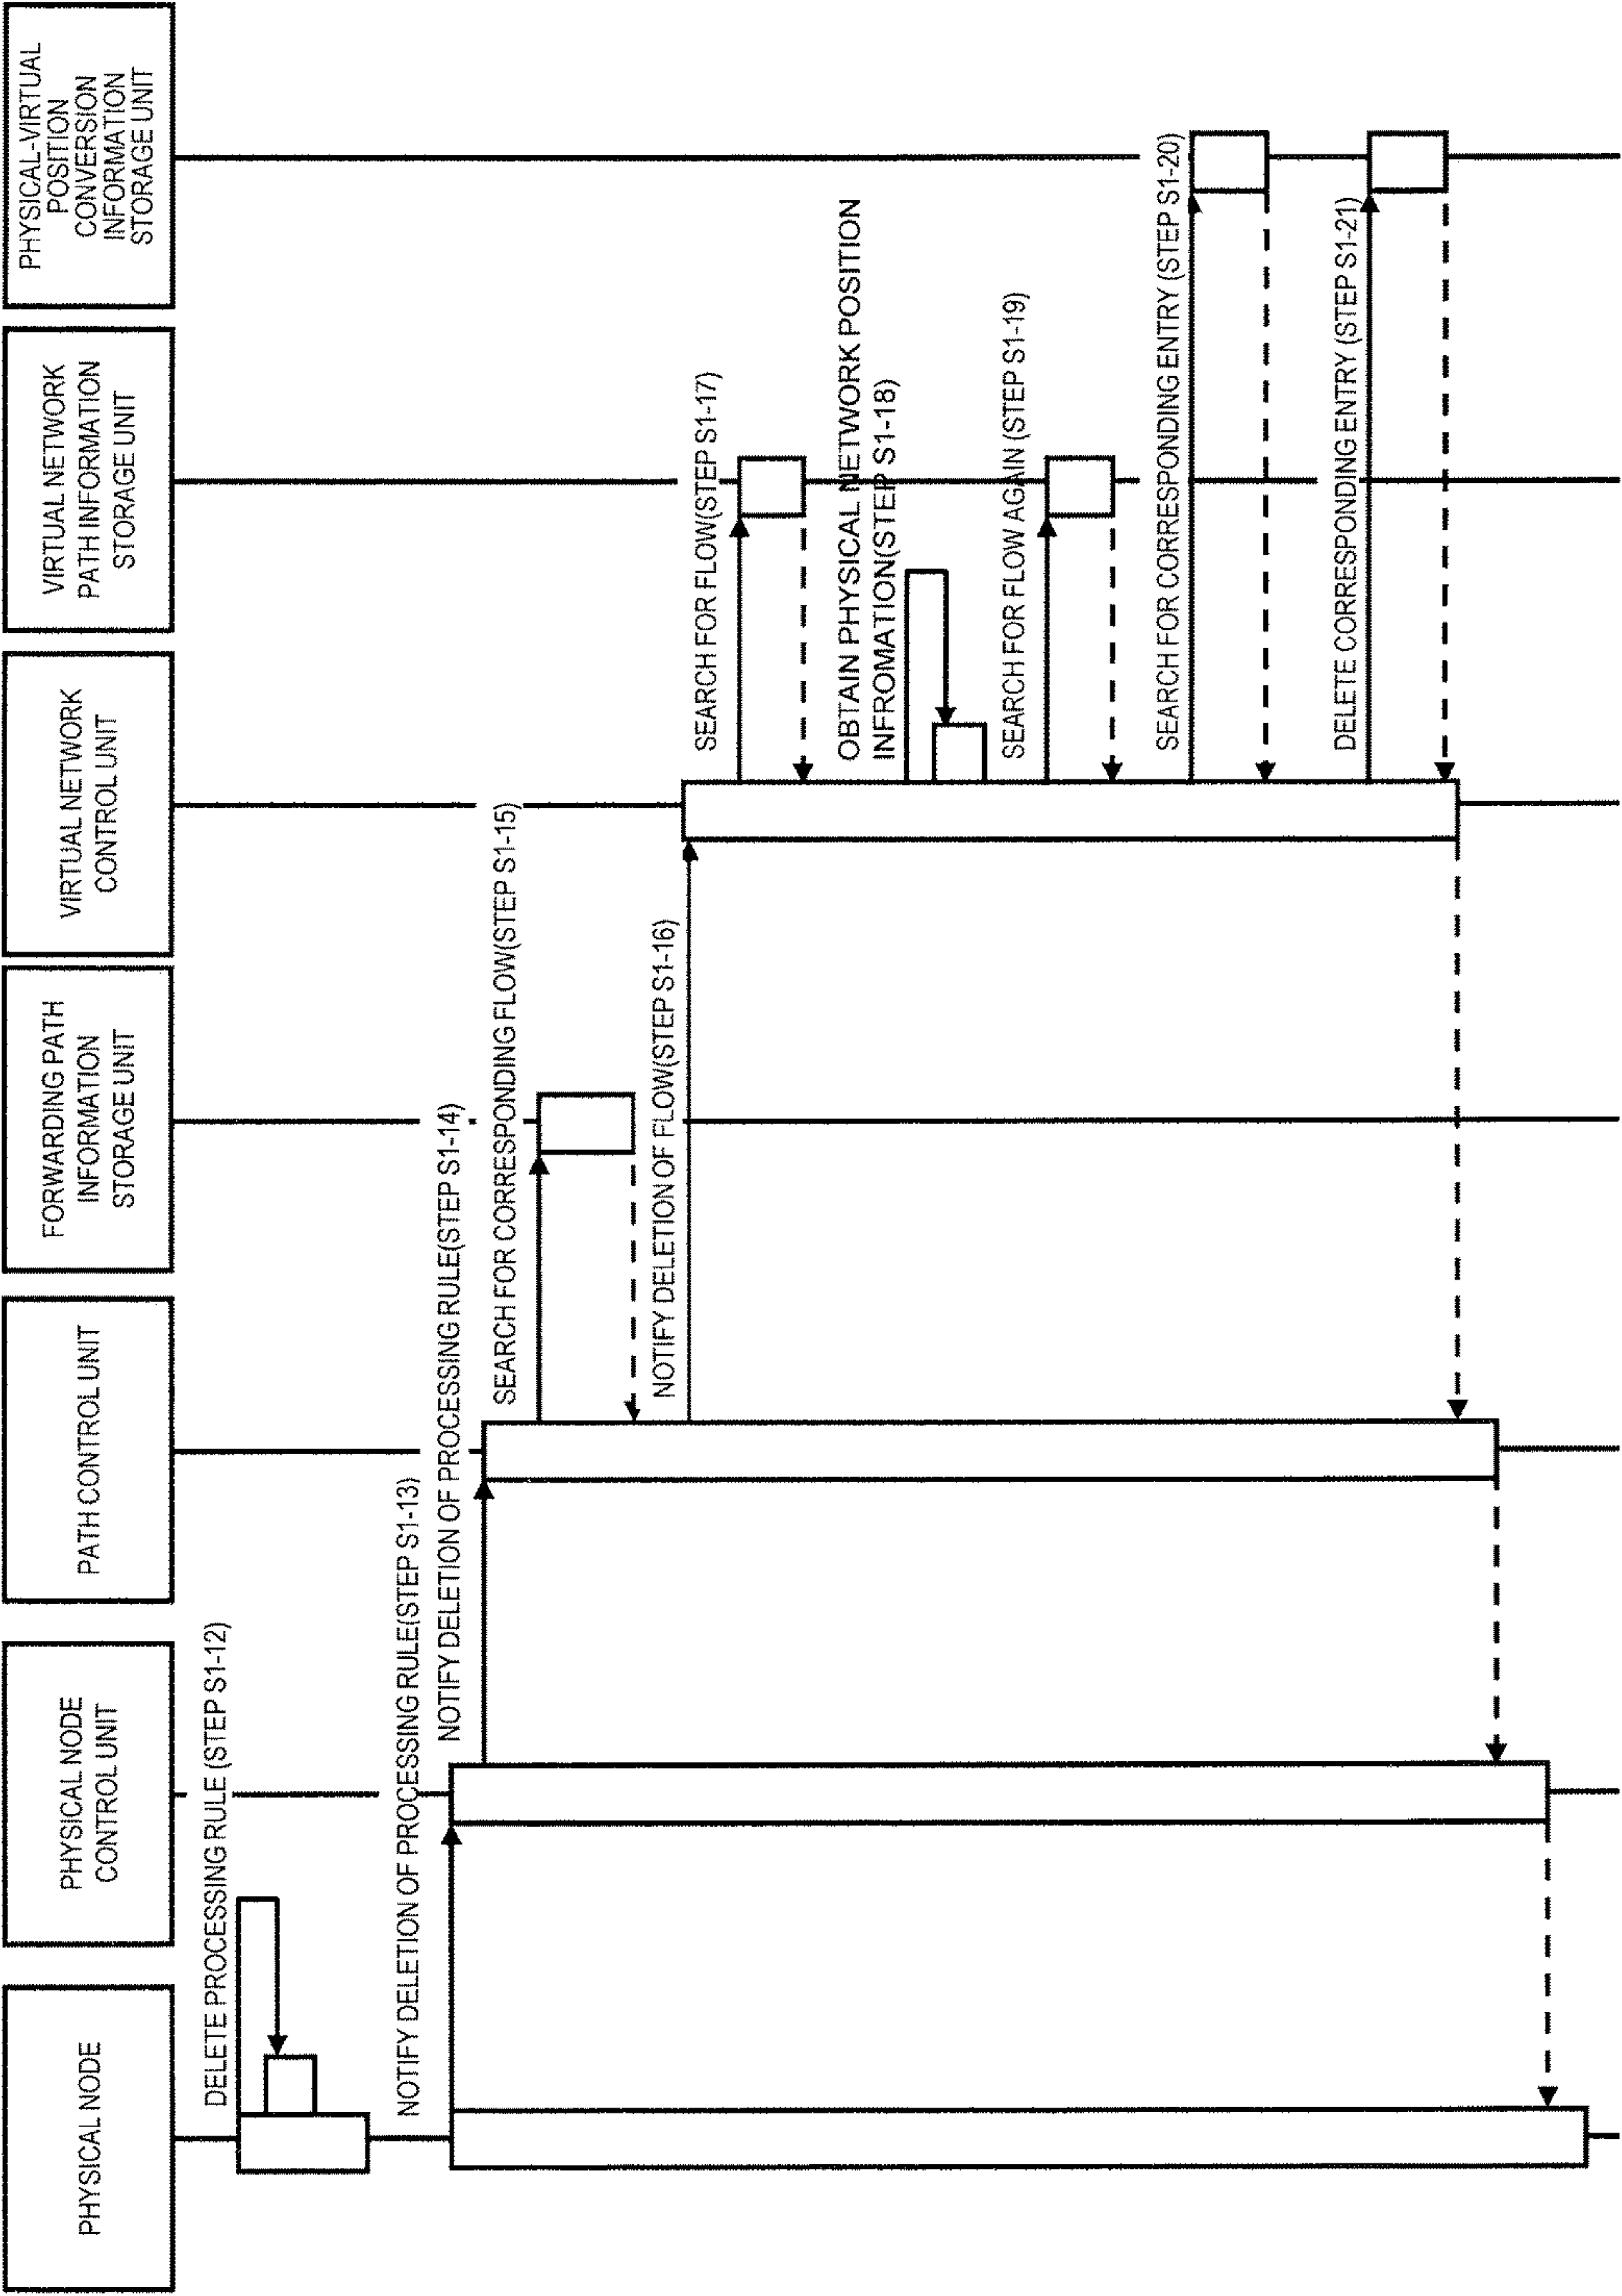 PHYSICAL NODE
PHYSICAL NODE
CONTROL UNIT
PATH CONTROL UNIT
FORWARDING PATH
INFORMATION
STORAGE UNIT
VIRTUAL NETWORK
CONTROL UNIT
VIRTUAL NETWORK
PATH INFORMATION
STORAGE UNIT
PHYSICAL-VIRTUAL
POSITION
CONVERSION
INFORMATION
STORAGE UNIT
DELETE PROCESSING RULE (STEP S1-12)
NOTIFY DELETION OF PROCESSING RULE(STEP S1-13)
NOTIFY DELETION OF PROCESSING RULE(STEP S1-14)
SEARCH FOR CORRESPONDING FLOW(STEP S1-15)
NOTIFY DELETION OF FLOW(STEP S1-16)
SEARCH FOR FLOW(STEP S1-17)
OBTAIN PHYSICAL NETWORK POSITION
INFROMATION(STEP S1-18)
SEARCH FOR FLOW AGAIN (STEP S1-19)
SEARCH FOR CORRESPONDING ENTRY (STEP S1-20)
DELETE CORRESPONDING ENTRY (STEP S1-21)